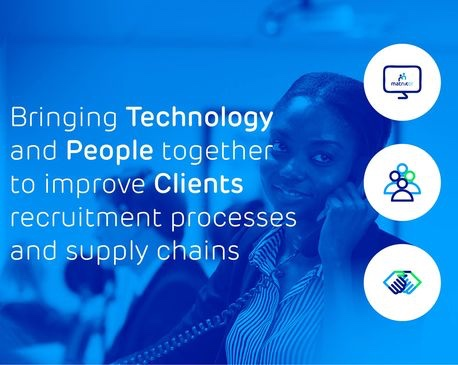 Bringing Technology
and People together
to improve Clients
recruitment processes
and supply chains